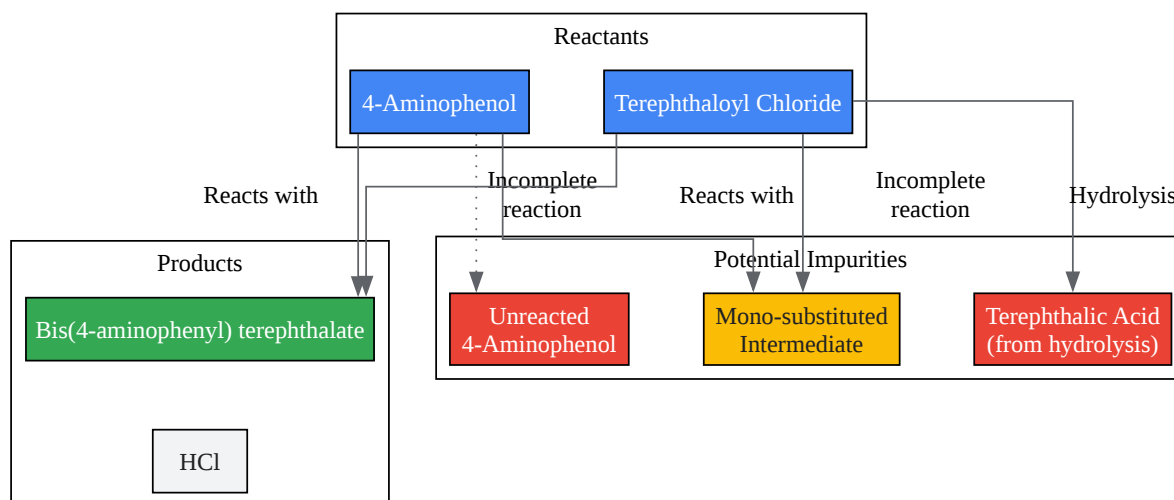 Reactants
4-Aminophenol
Terephthaloyl Chloride
Reacts with
Incomplete
reaction
Reacts with
Incomplete
reaction
Hydrolysis
Products
Potential Impurities
Bis(4-aminophenyl) terephthalate
Unreacted
4-Aminophenol
Mono-substituted
Intermediate
Terephthalic Acid
(from hydrolysis)
HCl